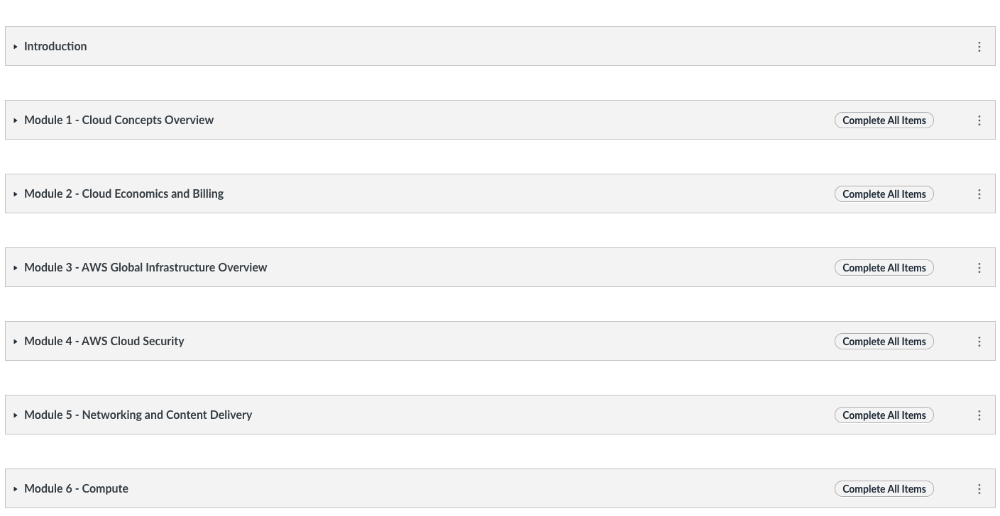 Introduction
Module 1 - Cloud Concepts Overview
Complete All Items
Module 2 - Cloud Economics and Billing
Complete All Items
Module 3 - AWS Global Infrastructure Overview
Complete All Items
Module 4 - AWS Cloud Security
Complete All Items
Module 5 - Networking and Content Delivery
Complete All Items
Module 6 - Compute
Complete All Items